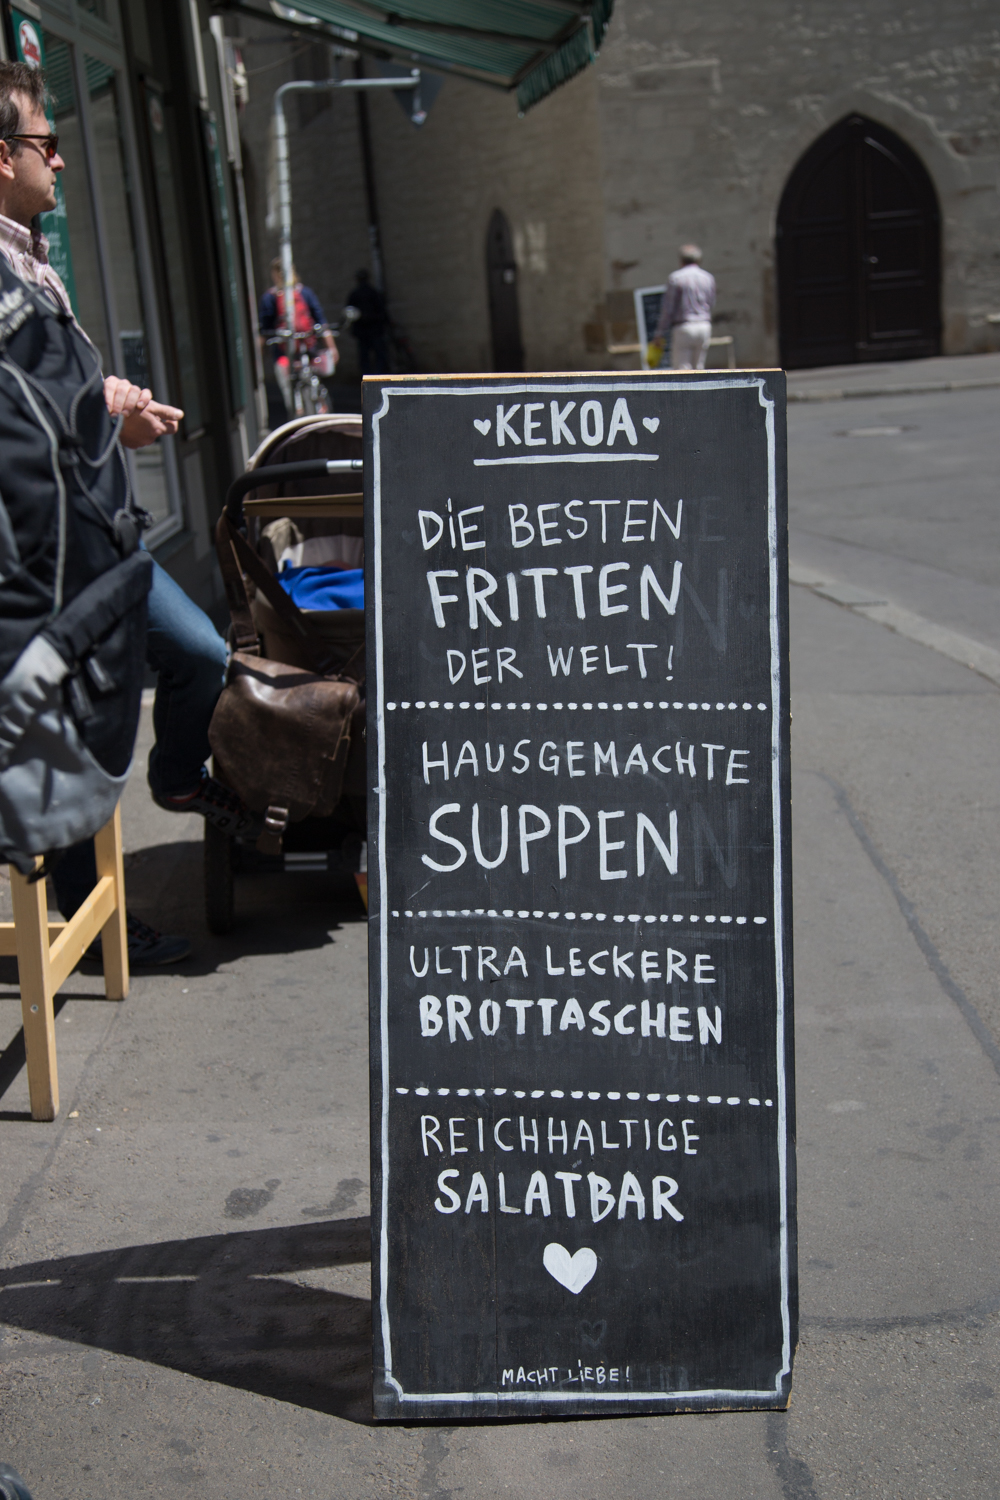 KEKOA
DiE BESTEN
FRITTEN
DER WELT!
HAUSGEMACHTE
SUPPEN
ULTRA LECKERE
BROTTASCHEN
REICHHALTIGE
SALATBAR
MACHT LiEBE!